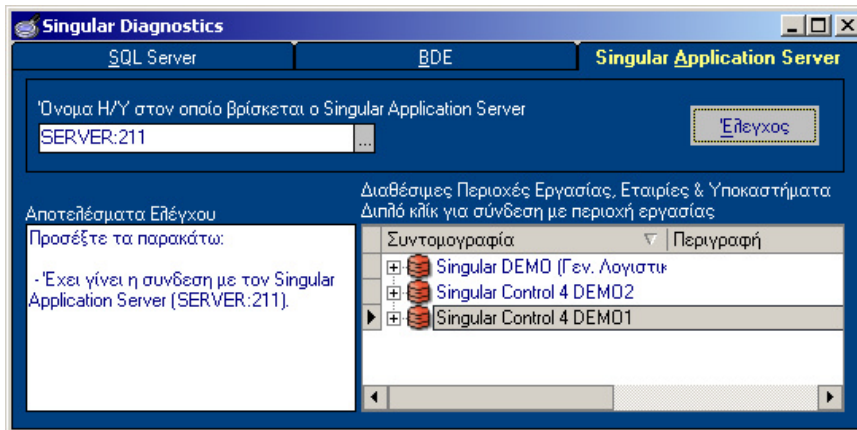 Singular Diagnostics
SQL Server
BDE
Singular Application Server
Όνομα Η/Υ στον οποίο βρίσκεται ο Singular Application Server
SERVER:211
...
Έλεγχος
Διαθέσιμες Περιοχές Εργασίας, Εταιρίες & Υποκαστήματα
Αποτελέσματα Ελέγχου
Διπλό κλίκ για σύνδεση με περιοχή εργασίας
Προσέξτε τα παρακάτω:
- Έχει γίνει η συνδεση με τον Singular
Application Server (SERVER:211).
Συντομογραφία
Περιγραφή
Singular DEMO (Γεν. Λογιστικ
Singular Control 4 DEMO2
Singular Control 4 DEMO1